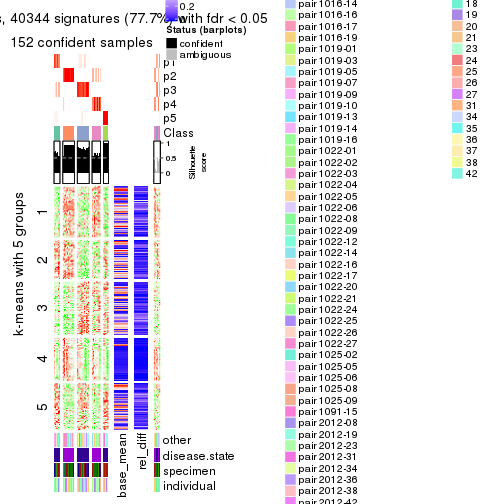 , 40344 signatures (77.7%) with fdr < 0.05
152 confident samples
0.2
Status (barplots)
confident
ambiguous
p1
p2
p3
p4
p5
Class
1
0.5
0
Silhouette
score
k-means with 5 groups
1
2
3
4
5
base_mean
rel_diff
other
disease.state
specimen
individual
pair1016-14
pair1016-16
pair1016-17
pair1016-19
pair1019-01
pair1019-03
pair1019-05
pair1019-07
pair1019-09
pair1019-10
pair1019-13
pair1019-14
pair1019-16
pair1022-01
pair1022-02
pair1022-03
pair1022-04
pair1022-05
pair1022-06
pair1022-08
pair1022-09
pair1022-12
pair1022-14
pair1022-16
pair1022-17
pair1022-20
pair1022-21
pair1022-24
pair1022-25
pair1022-26
pair1022-27
pair1025-02
pair1025-05
pair1025-06
pair1025-08
pair1025-09
pair1091-15
pair2012-08
pair2012-19
pair2012-23
pair2012-31
pair2012-34
pair2012-36
pair2012-38
pair2012-42
18
19
20
21
24
25
26
27
31
34
35
36
37
38
42